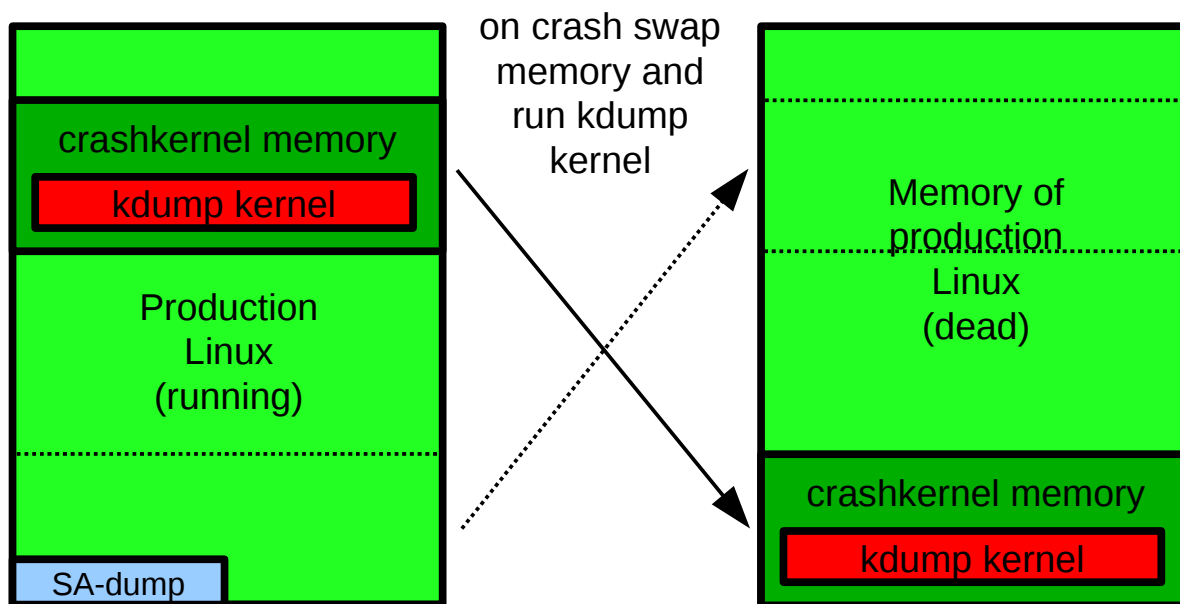 on crash swap
memory and
run kdump
kernel
crashkernel memory
kdump kernel
Production
Linux
(running)
SA-dump
Memory of
production
Linux
(dead)
crashkernel memory
kdump kernel